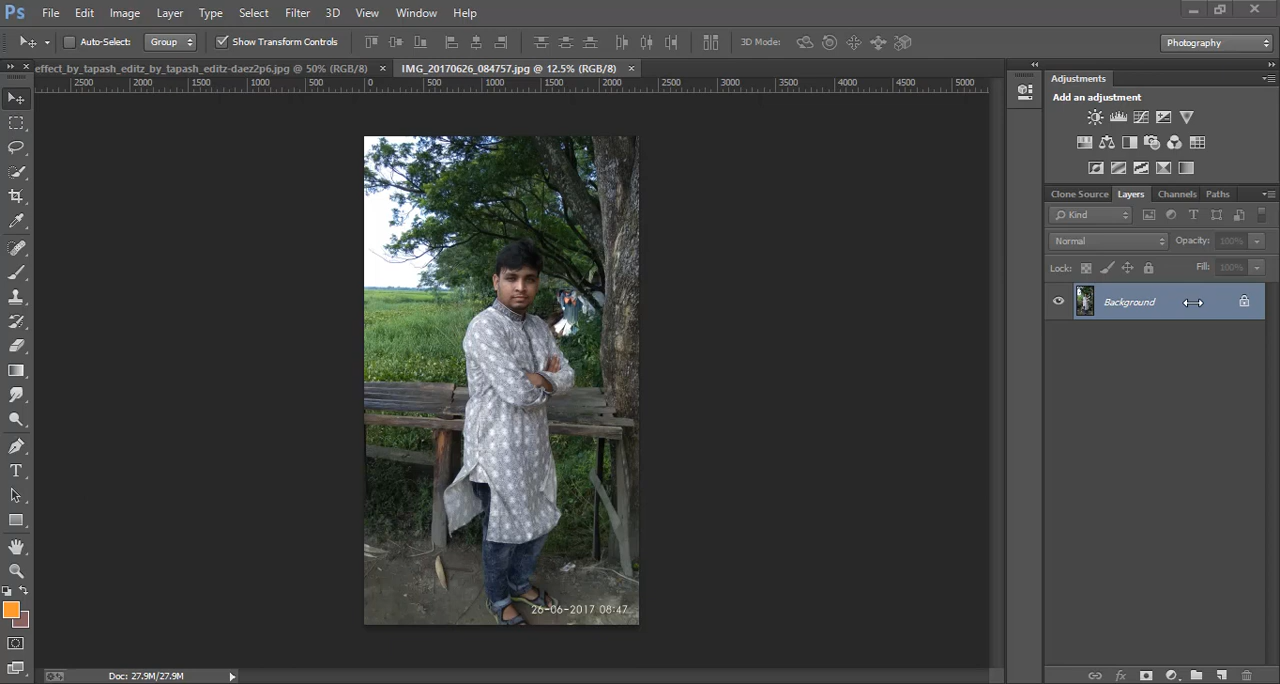 Ps File Edit Image Layer Type Select Filter 3D View Window Help
Auto-Select: Group Show Transform Controls 3D Mode: Photography
effect_by_tapash_editz_by_tapash_editz-daez2p6.jpg @ 50% (RGB/8) × IMG_20170626_084757.jpg @ 12.5% (RGB/8) ×
2500 2000 1500 1000 500 0 500 1000 1500 2000 2500 3000 3500 4000 4500 5000
Adjustments
Add an adjustment
Clone Source Layers Channels Paths
Kind
Normal Opacity: 100%
Lock: Fill: 100%
Background
26-06-2017 08:47
Doc: 27.9M/27.9M